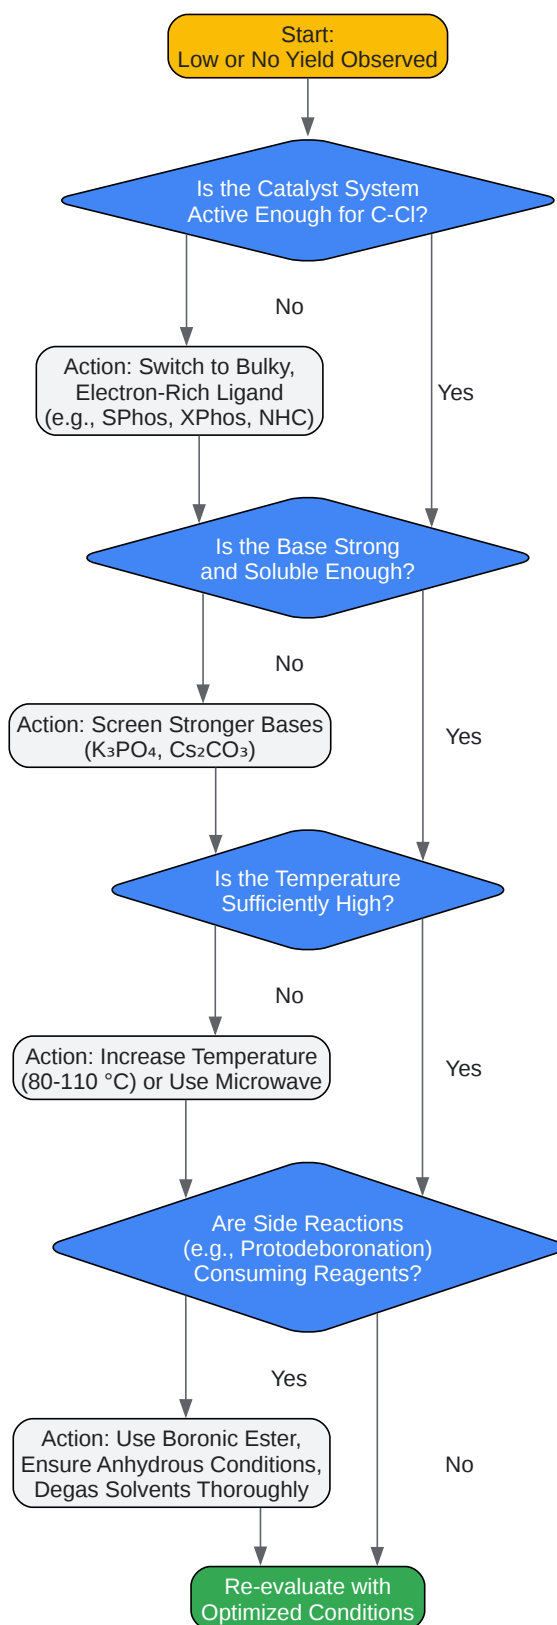 Start:
Low or No Yield Observed
Is the Catalyst System
Active Enough for C-Cl?
No
Action: Switch to Bulky,
Electron-Rich Ligand
(e.g., SPhos, XPhos, NHC)
Yes
Is the Base Strong
and Soluble Enough?
No
Action: Screen Stronger Bases
(K₃PO₄, Cs₂CO₃)
Yes
Is the Temperature
Sufficiently High?
No
Action: Increase Temperature
(80-110 °C) or Use Microwave
Yes
Are Side Reactions
(e.g., Protodeboronation)
Consuming Reagents?
Yes
Action: Use Boronic Ester,
Ensure Anhydrous Conditions,
Degas Solvents Thoroughly
No
Re-evaluate with
Optimized Conditions